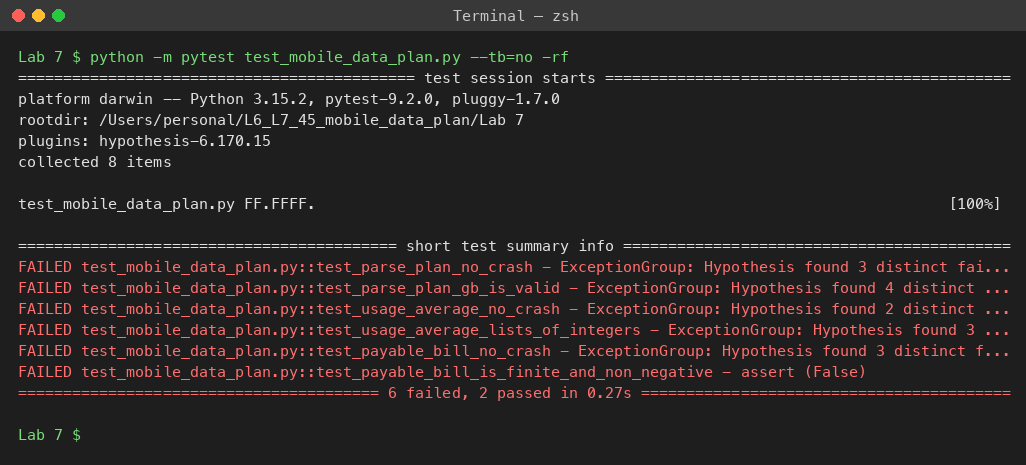 Terminal — zsh
Lab 7 $ python -m pytest test_mobile_data_plan.py --tb=no -rf
============================================ test session starts =============================================
platform darwin -- Python 3.15.2, pytest-9.2.0, pluggy-1.7.0
rootdir: /Users/personal/L6_L7_45_mobile_data_plan/Lab 7
plugins: hypothesis-6.170.15
collected 8 items
test_mobile_data_plan.py FF.FFFF. [100%]
========================================== short test summary info ===========================================
FAILED test_mobile_data_plan.py::test_parse_plan_no_crash - ExceptionGroup: Hypothesis found 3 distinct fai...
FAILED test_mobile_data_plan.py::test_parse_plan_gb_is_valid - ExceptionGroup: Hypothesis found 4 distinct ...
FAILED test_mobile_data_plan.py::test_usage_average_no_crash - ExceptionGroup: Hypothesis found 2 distinct ...
FAILED test_mobile_data_plan.py::test_usage_average_lists_of_integers - ExceptionGroup: Hypothesis found 3 ...
FAILED test_mobile_data_plan.py::test_payable_bill_no_crash - ExceptionGroup: Hypothesis found 3 distinct f...
FAILED test_mobile_data_plan.py::test_payable_bill_is_finite_and_non_negative - assert (False)
======================================== 6 failed, 2 passed in 0.27s =========================================
Lab 7 $